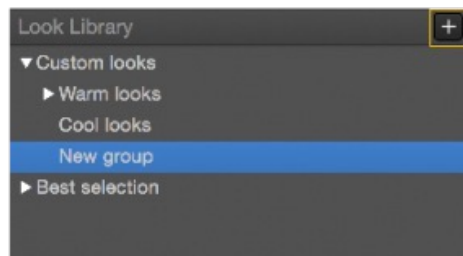 Look Library +
Custom looks
Warm looks
Cool looks
New group
Best selection